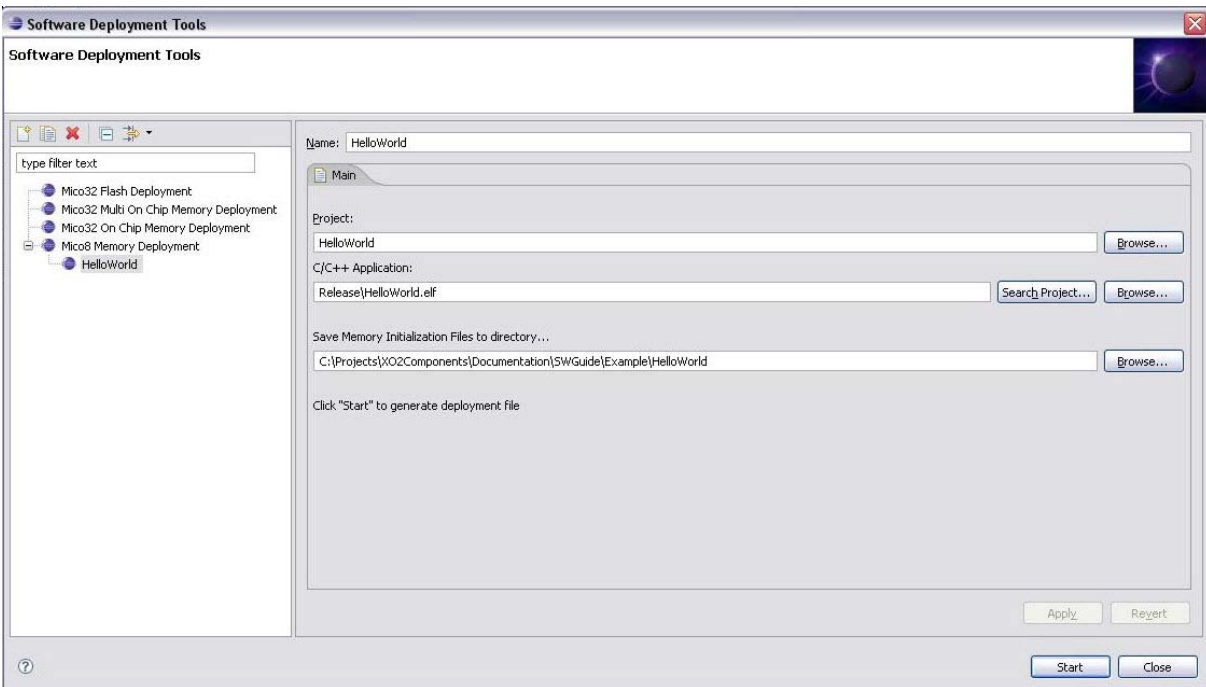 Software Deployment Tools
Software Deployment Tools
type filter text
Mico32 Flash Deployment
Mico32 Multi On Chip Memory Deployment
Mico32 On Chip Memory Deployment
Mico8 Memory Deployment
HelloWorld
Name: HelloWorld
Main
Project:
HelloWorld Browse...
C/C++ Application:
Release\HelloWorld.elf Search Project... Browse...
Save Memory Initialization Files to directory...
C:\Projects\XO2Components\Documentation\SWGuide\Example\HelloWorld Browse...
Click "Start" to generate deployment file
Apply Revert
? Start Close